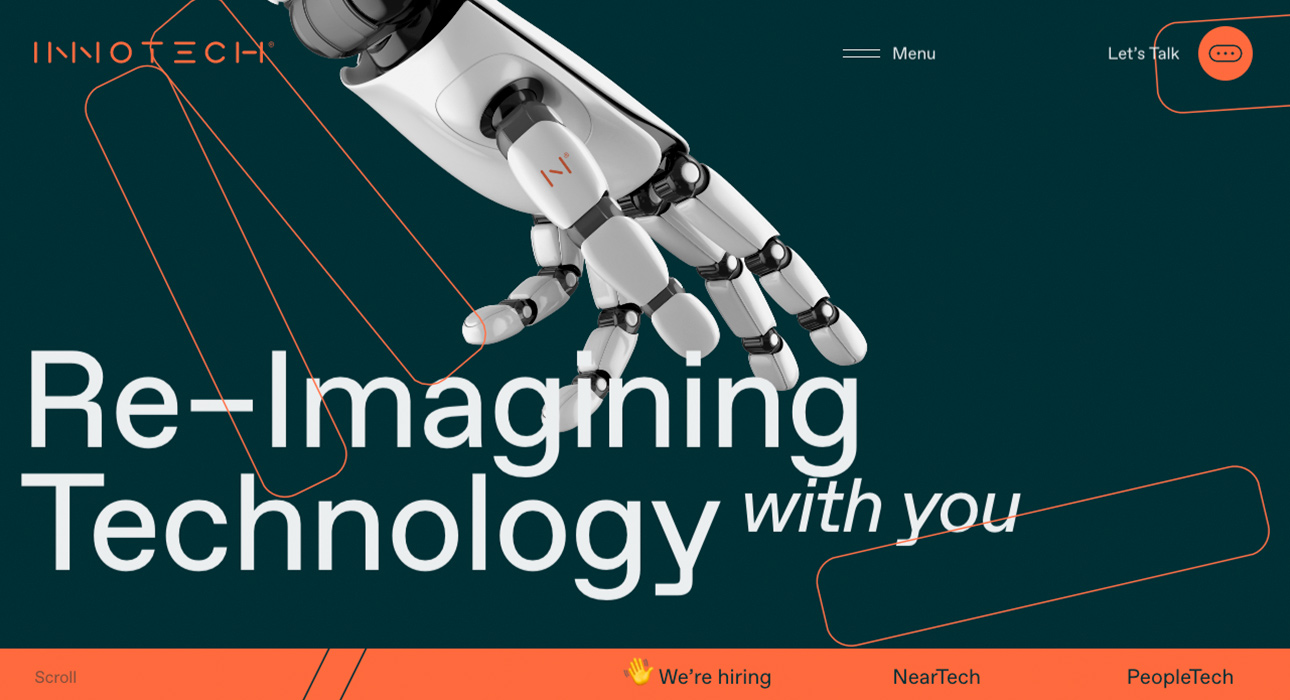 INNOTECH®
Menu
Let's Talk
N®
Re–Imagining
Technology with you
Scroll
👋 We're hiring
NearTech
PeopleTech